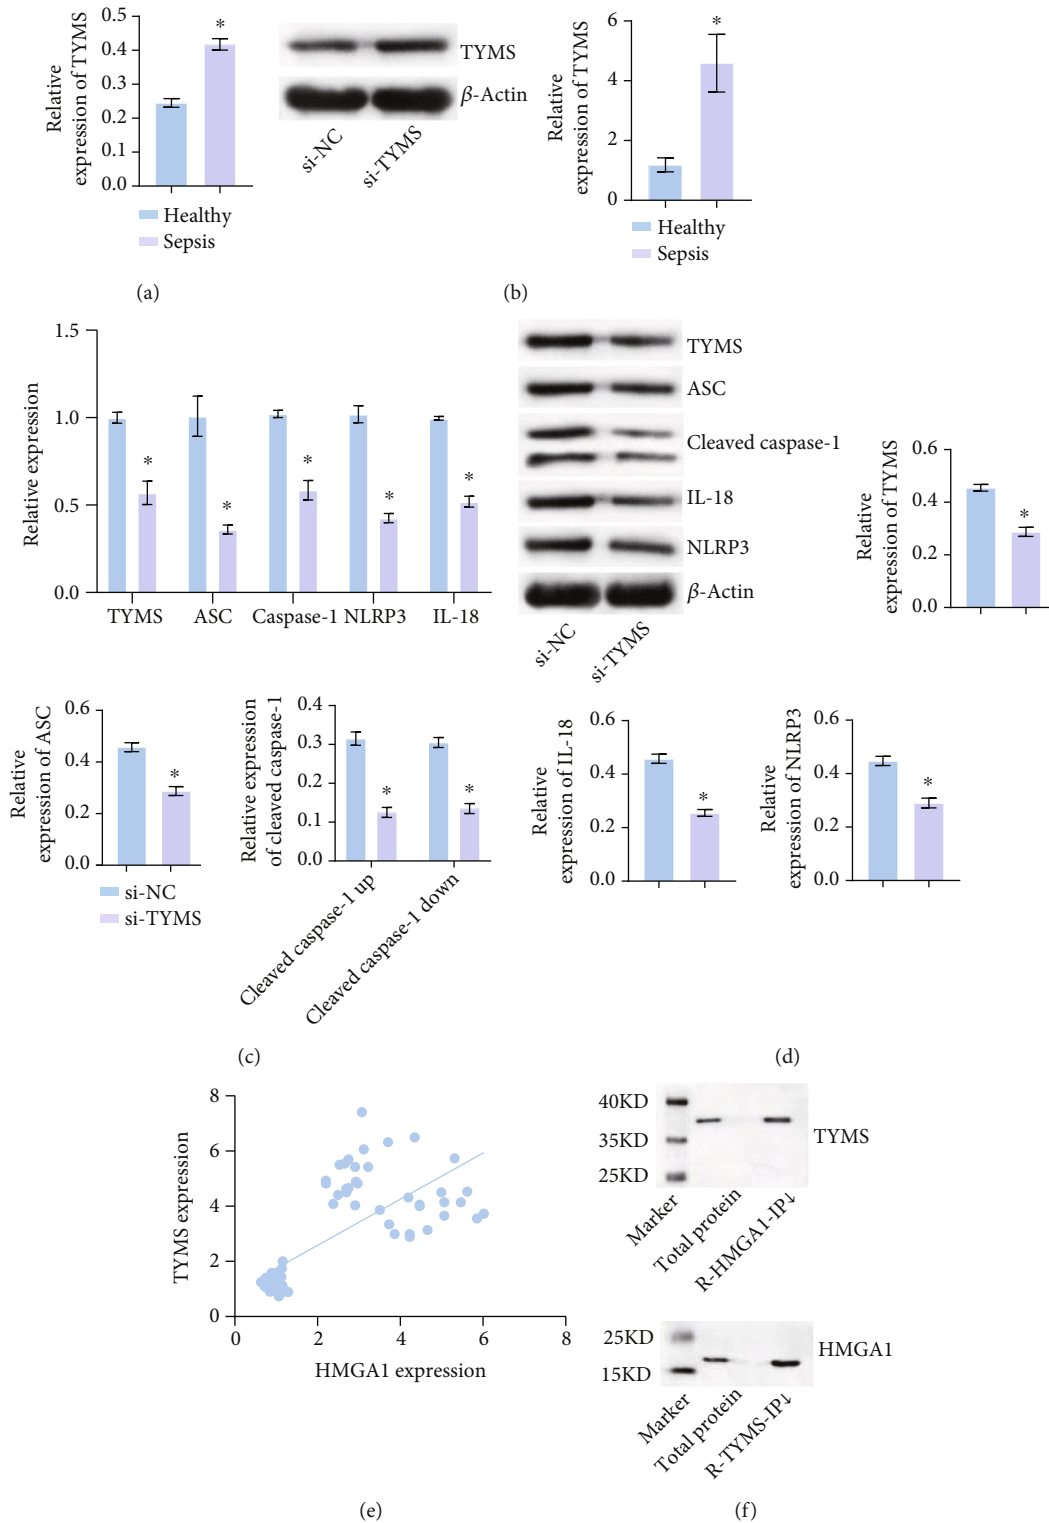 Relative
expression of TYMS
0.5
0.4
0.3
0.2
0.1
0.0
*
Healthy
Sepsis
TYMS
β-Actin
si-NC
si-TYMS
(a)
Relative
expression of TYMS
6
4
2
0
*
Healthy
Sepsis
(b)
Relative expression
1.5
1.0
0.5
0.0
*
*
*
*
*
TYMS
ASC
Caspase-1
NLRP3
IL-18
TYMS
ASC
Cleaved caspase-1
IL-18
NLRP3
β-Actin
si-NC
si-TYMS
Relative
expression of TYMS
0.6
0.4
0.2
0.0
*
Relative
expression of ASC
0.6
0.4
0.2
0.0
*
si-NC
si-TYMS
Relative expression
of cleaved caspase-1
0.4
0.3
0.2
0.1
0.0
*
*
Cleaved caspase-1 up
Cleaved caspase-1 down
Relative
expression of IL-18
0.6
0.4
0.2
0.0
*
Relative
expression of NLRP3
0.6
0.4
0.2
0.0
*
(c)
(d)
TYMS expression
8
6
4
2
0
0
2
4
6
8
HMGA1 expression
(e)
40KD
35KD
25KD
TYMS
Marker
Total protein
R-HMGA1-IP↓
25KD
15KD
HMGA1
Marker
Total protein
R-TYMS-IP↓
(f)